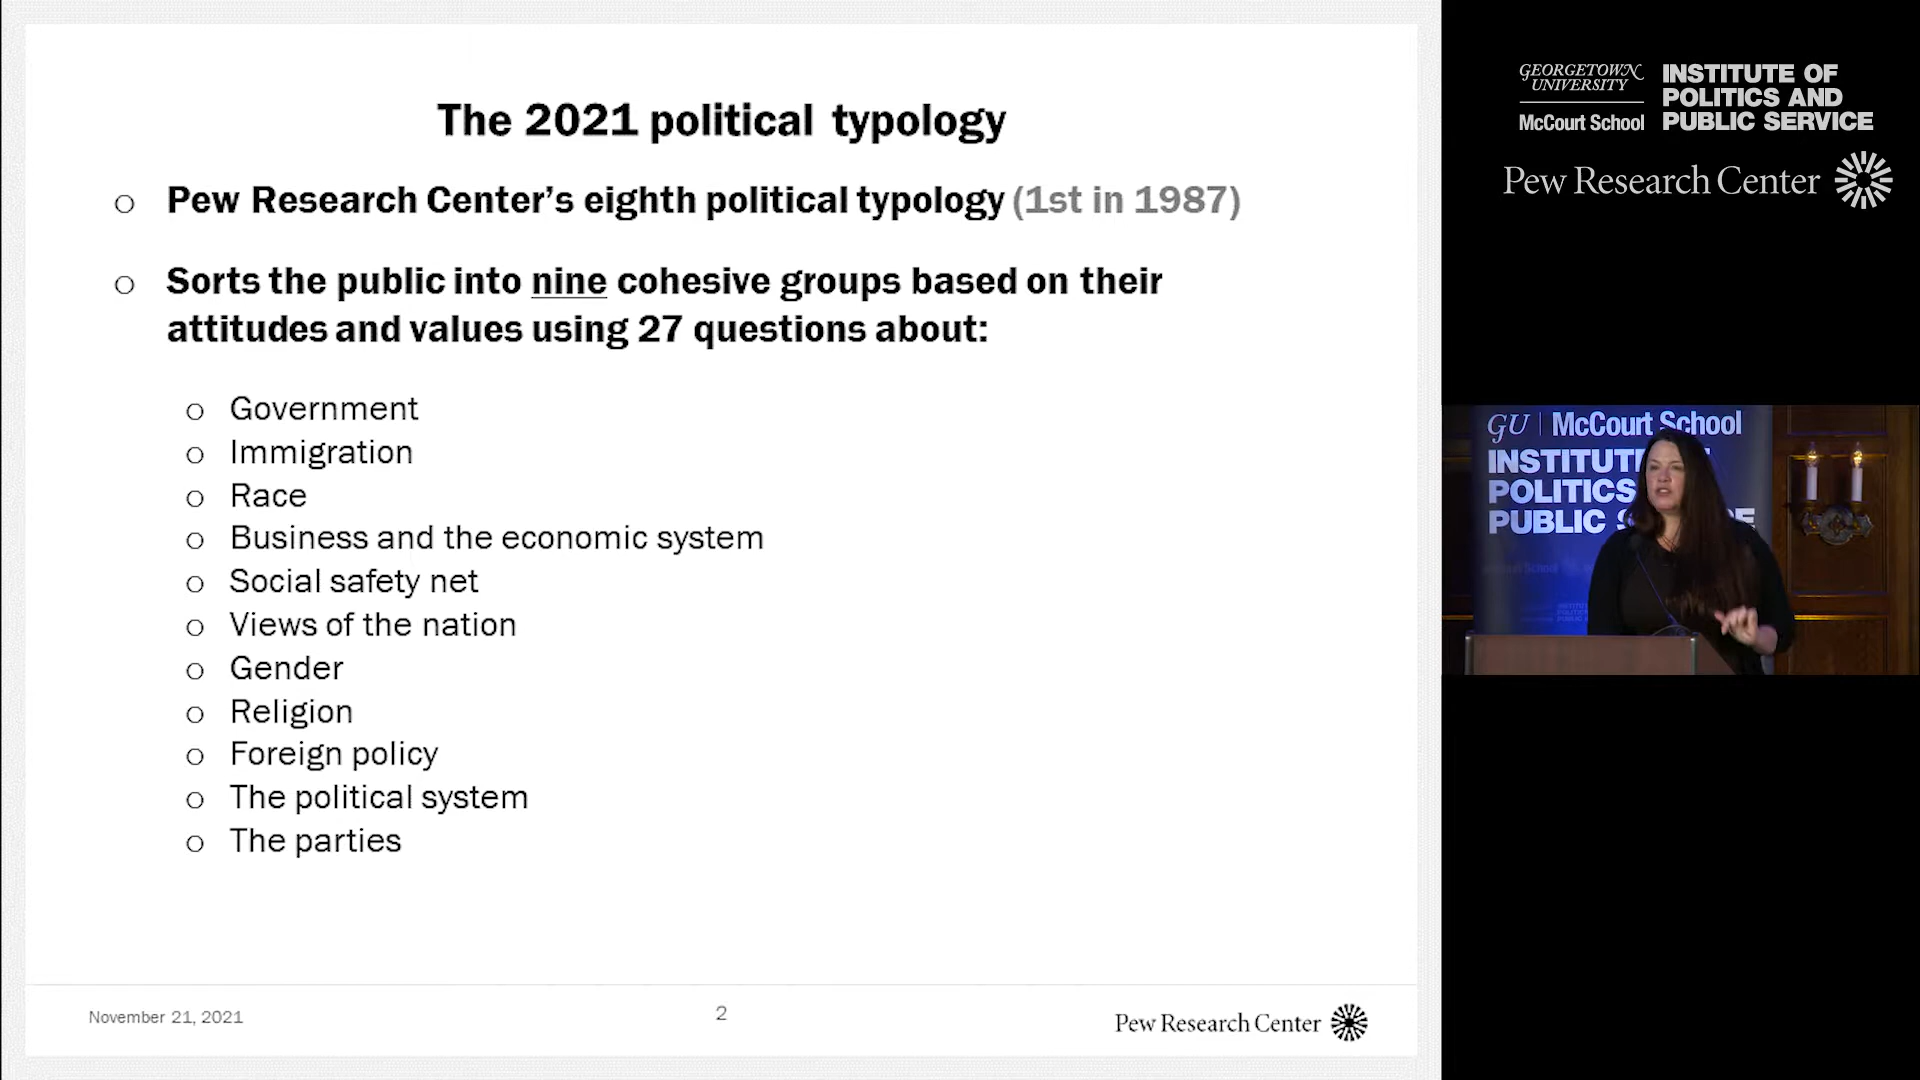 The 2021 political typology
Pew Research Center's eighth political typology (1st in 1987)
Sorts the public into nine cohesive groups based on their
attitudes and values using 27 questions about:
Government
Immigration
Race
Business and the economic system
Social safety net
Views of the nation
Gender
Religion
Foreign policy
The political system
The parties
November 21, 2021
2
Pew Research Center
GEORGETOWN
UNIVERSITY
McCourt School
INSTITUTE OF
POLITICS AND
PUBLIC SERVICE
Pew Research Center
GU | McCourt School
INSTITUTE
POLITICS
PUBLIC